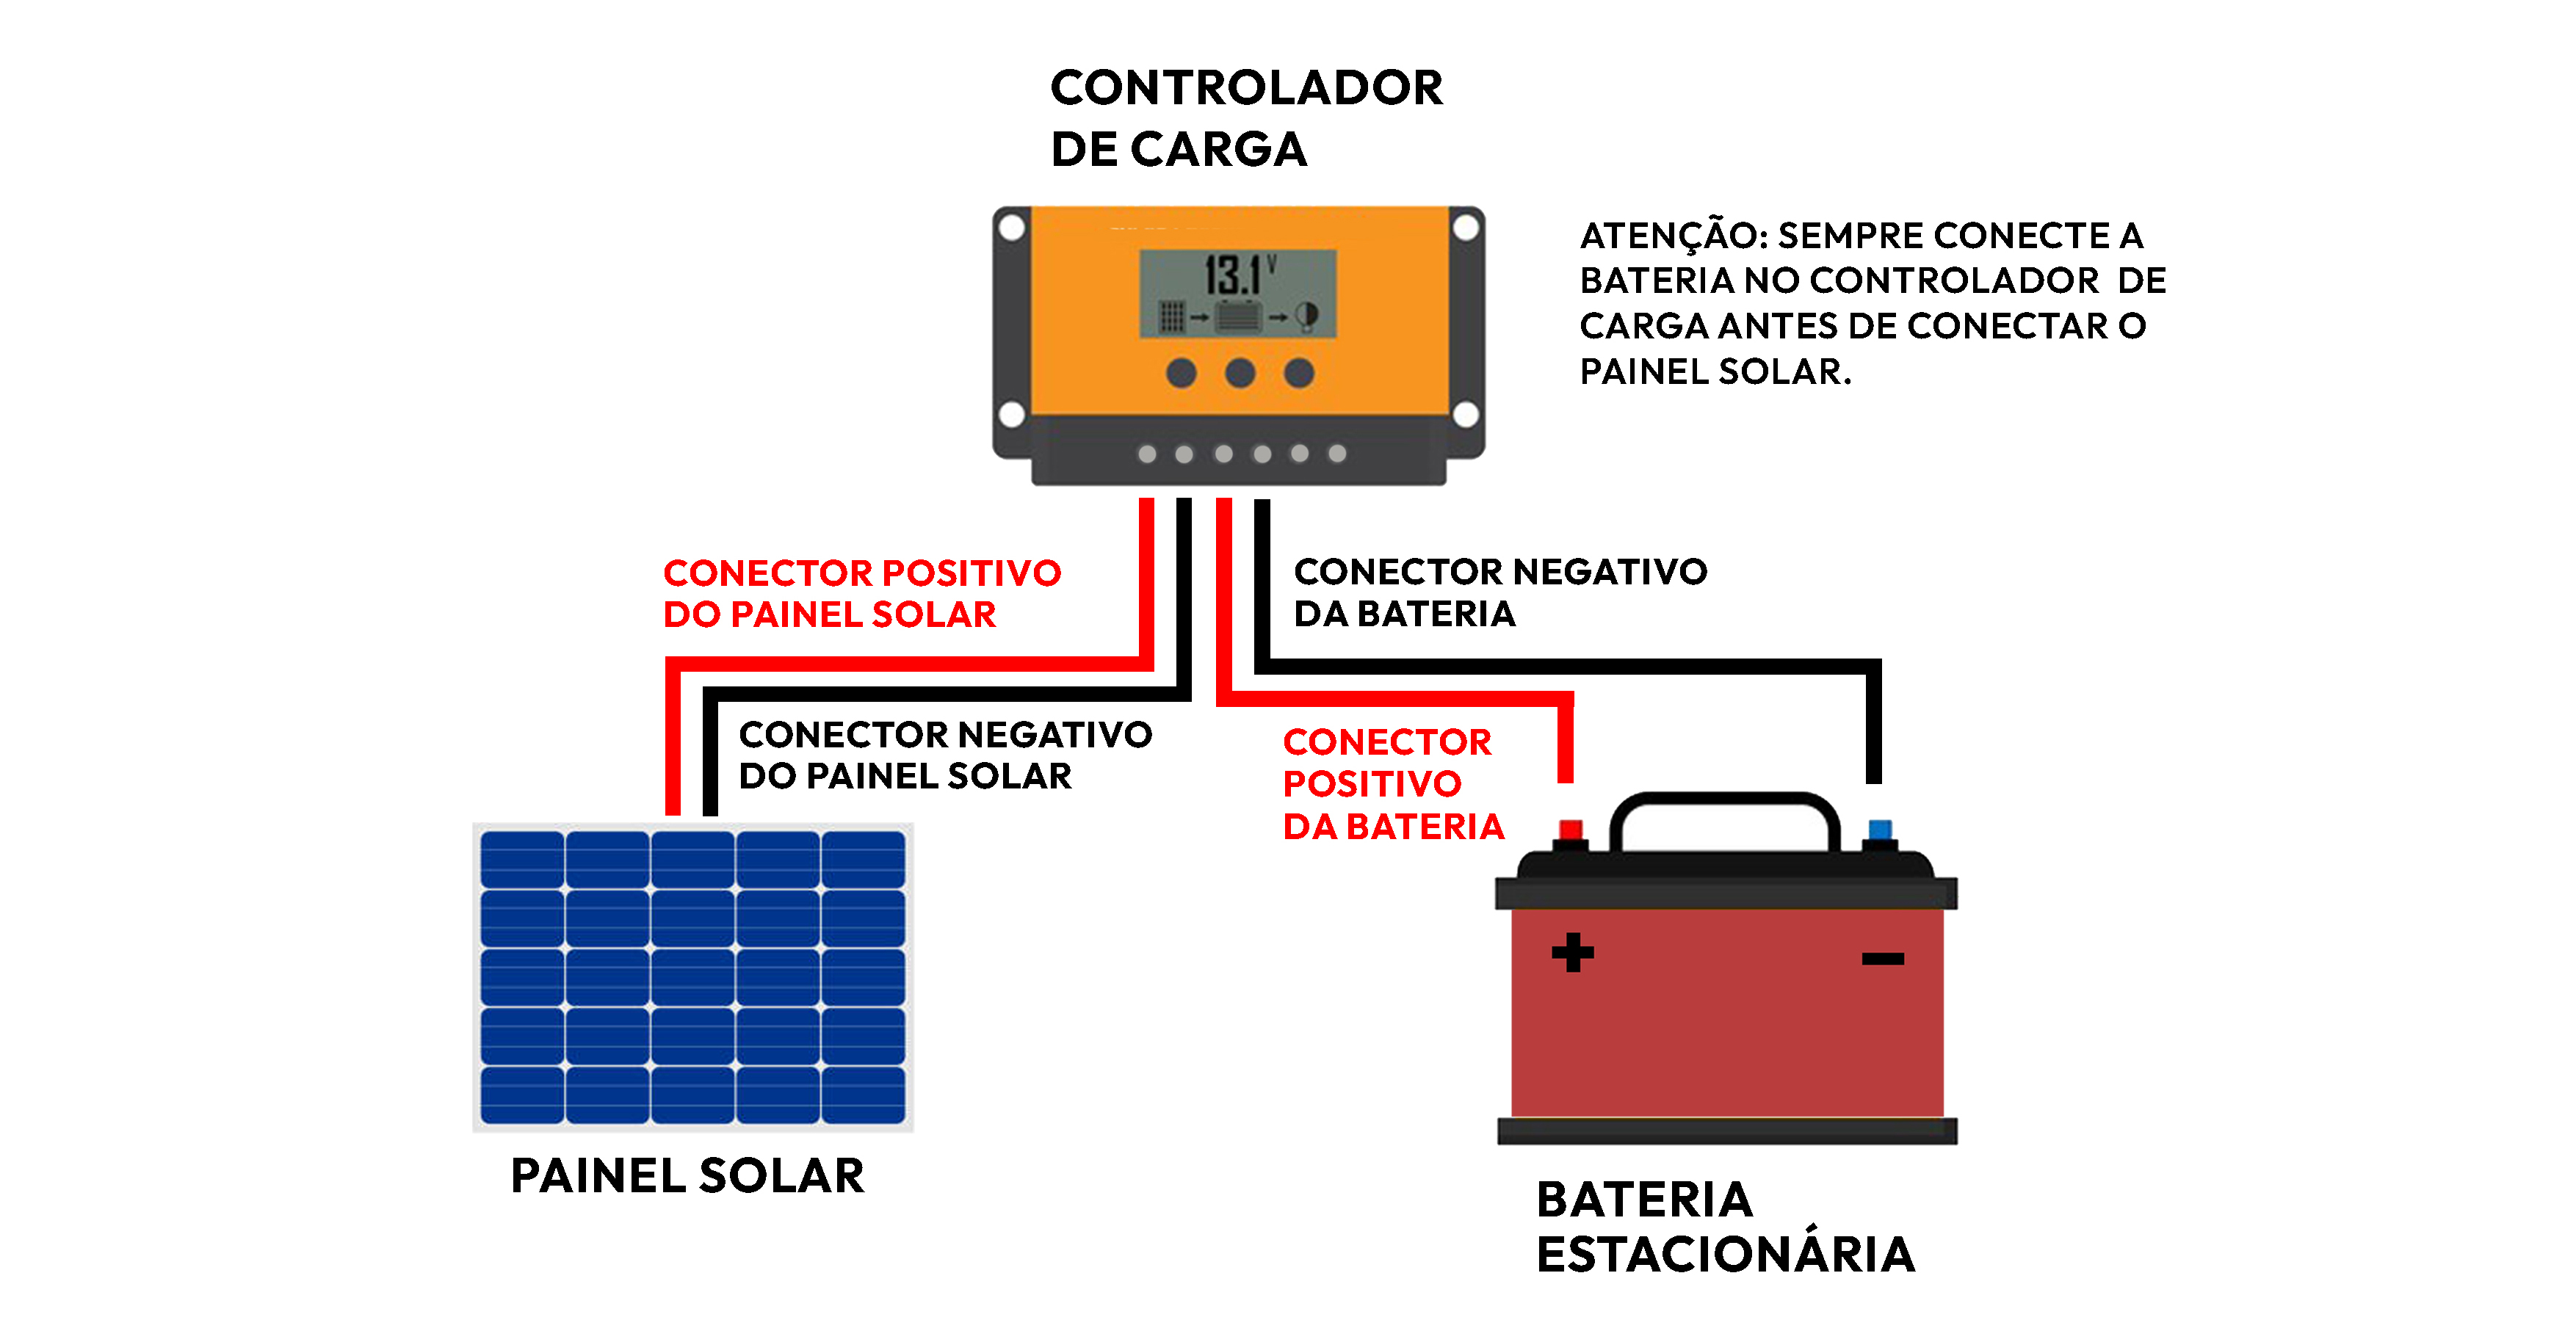 CONTROLADOR
DE CARGA
ATENÇÃO: SEMPRE CONECTE A
BATERIA NO CONTROLADOR DE
CARGA ANTES DE CONECTAR O
PAINEL SOLAR.
13.1 V
CONECTOR POSITIVO
DO PAINEL SOLAR
CONECTOR NEGATIVO
DA BATERIA
CONECTOR NEGATIVO
DO PAINEL SOLAR
CONECTOR
POSITIVO
DA BATERIA
+ −
PAINEL SOLAR
BATERIA
ESTACIONÁRIA